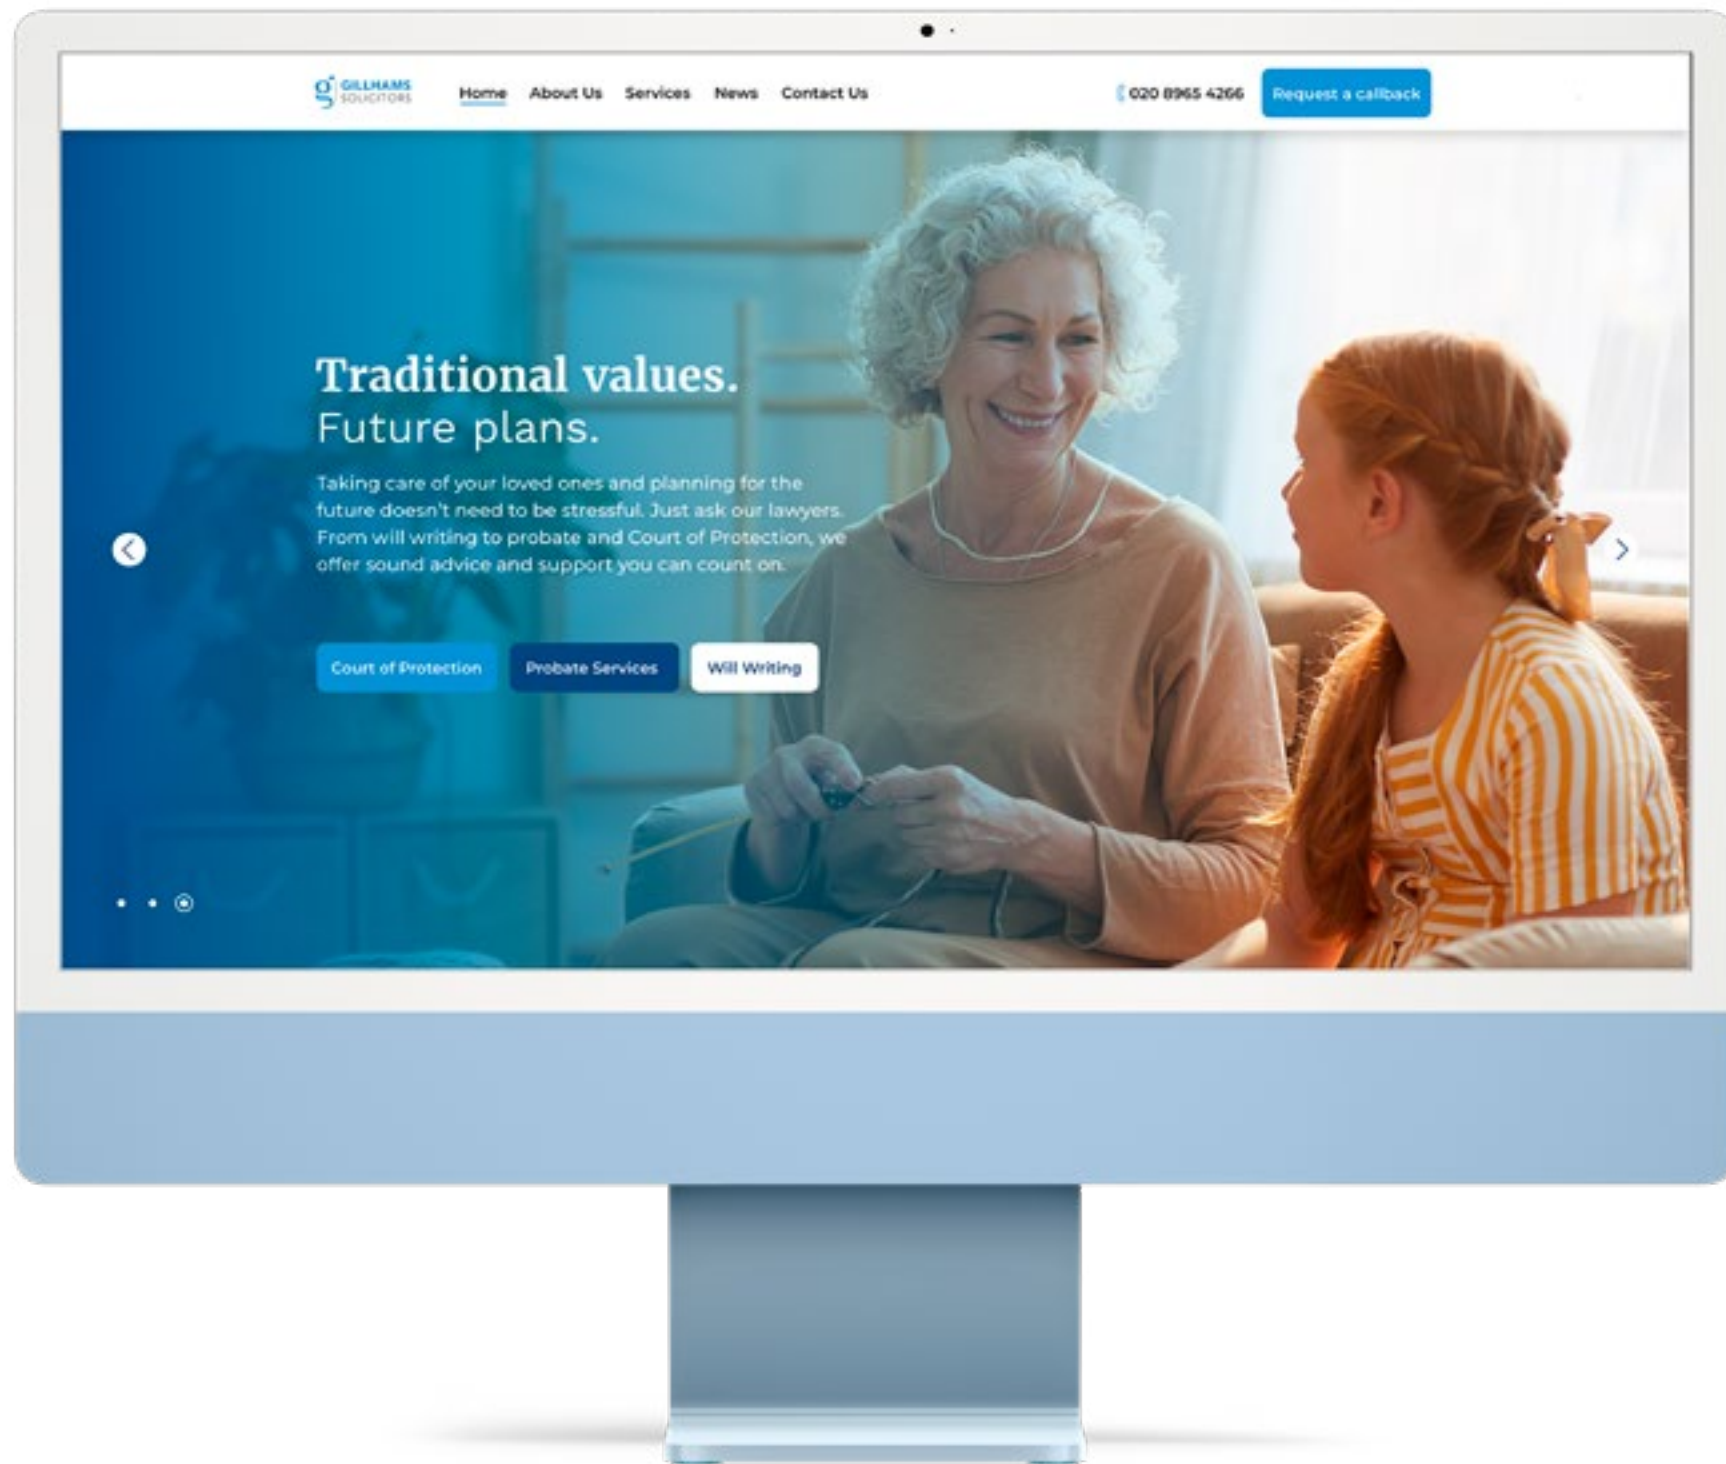 GILLHAMS
SOLICITORS
Home About Us Services News Contact Us
020 8965 4266
Request a callback
Traditional values.
Future plans.
Taking care of your loved ones and planning for the
future doesn't need to be stressful. Just ask our lawyers.
From will writing to probate and Court of Protection, we
offer sound advice and support you can count on.
Court of Protection Probate Services Will Writing